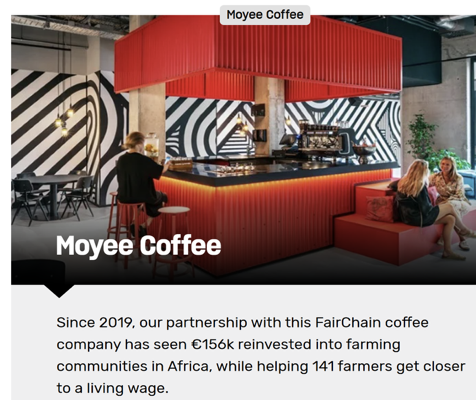 Moyee Coffee
Moyee Coffee
Since 2019, our partnership with this FairChain coffee
company has seen €156k reinvested into farming
communities in Africa, while helping 141 farmers get closer
to a living wage.